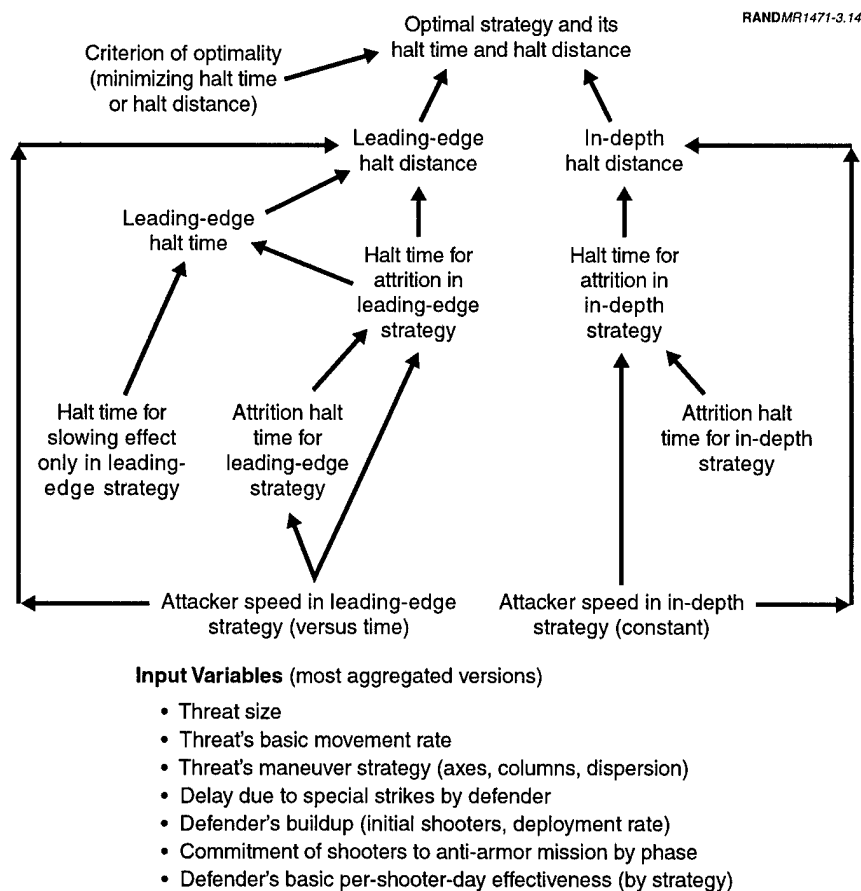 RANDMR1471-3.14
Optimal strategy and its
halt time and halt distance
Criterion of optimality
(minimizing halt time
or halt distance)
Leading-edge
halt distance
In-depth
halt distance
Leading-edge
halt time
Halt time for
attrition in
leading-edge
strategy
Halt time for
attrition in
in-depth
strategy
Halt time for
slowing effect
only in leading-
edge strategy
Attrition halt
time for
leading-edge
strategy
Attrition halt
time for in-depth
strategy
Attacker speed in leading-edge
strategy (versus time)
Attacker speed in in-depth
strategy (constant)
Input Variables (most aggregated versions)
• Threat size
• Threat's basic movement rate
• Threat's maneuver strategy (axes, columns, dispersion)
• Delay due to special strikes by defender
• Defender's buildup (initial shooters, deployment rate)
• Commitment of shooters to anti-armor mission by phase
• Defender's basic per-shooter-day effectiveness (by strategy)